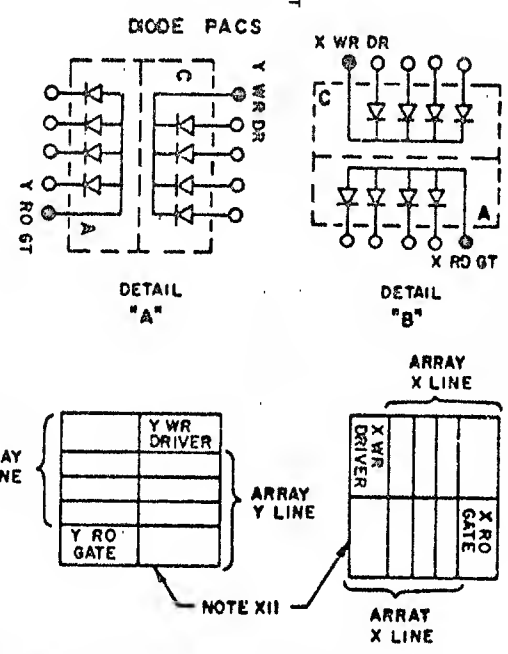 DIODE PACS
C
Y WR DR
Y RO GT
A
DETAIL
"A"
X WR DR
C
A
X RO GT
DETAIL
"B"
Y WR
DRIVER
AY
NE
Y RO
GATE
ARRAY
Y LINE
NOTE XII
ARRAY
X LINE
X WR
DRIVER
X RO
GATE
ARRAY
X LINE